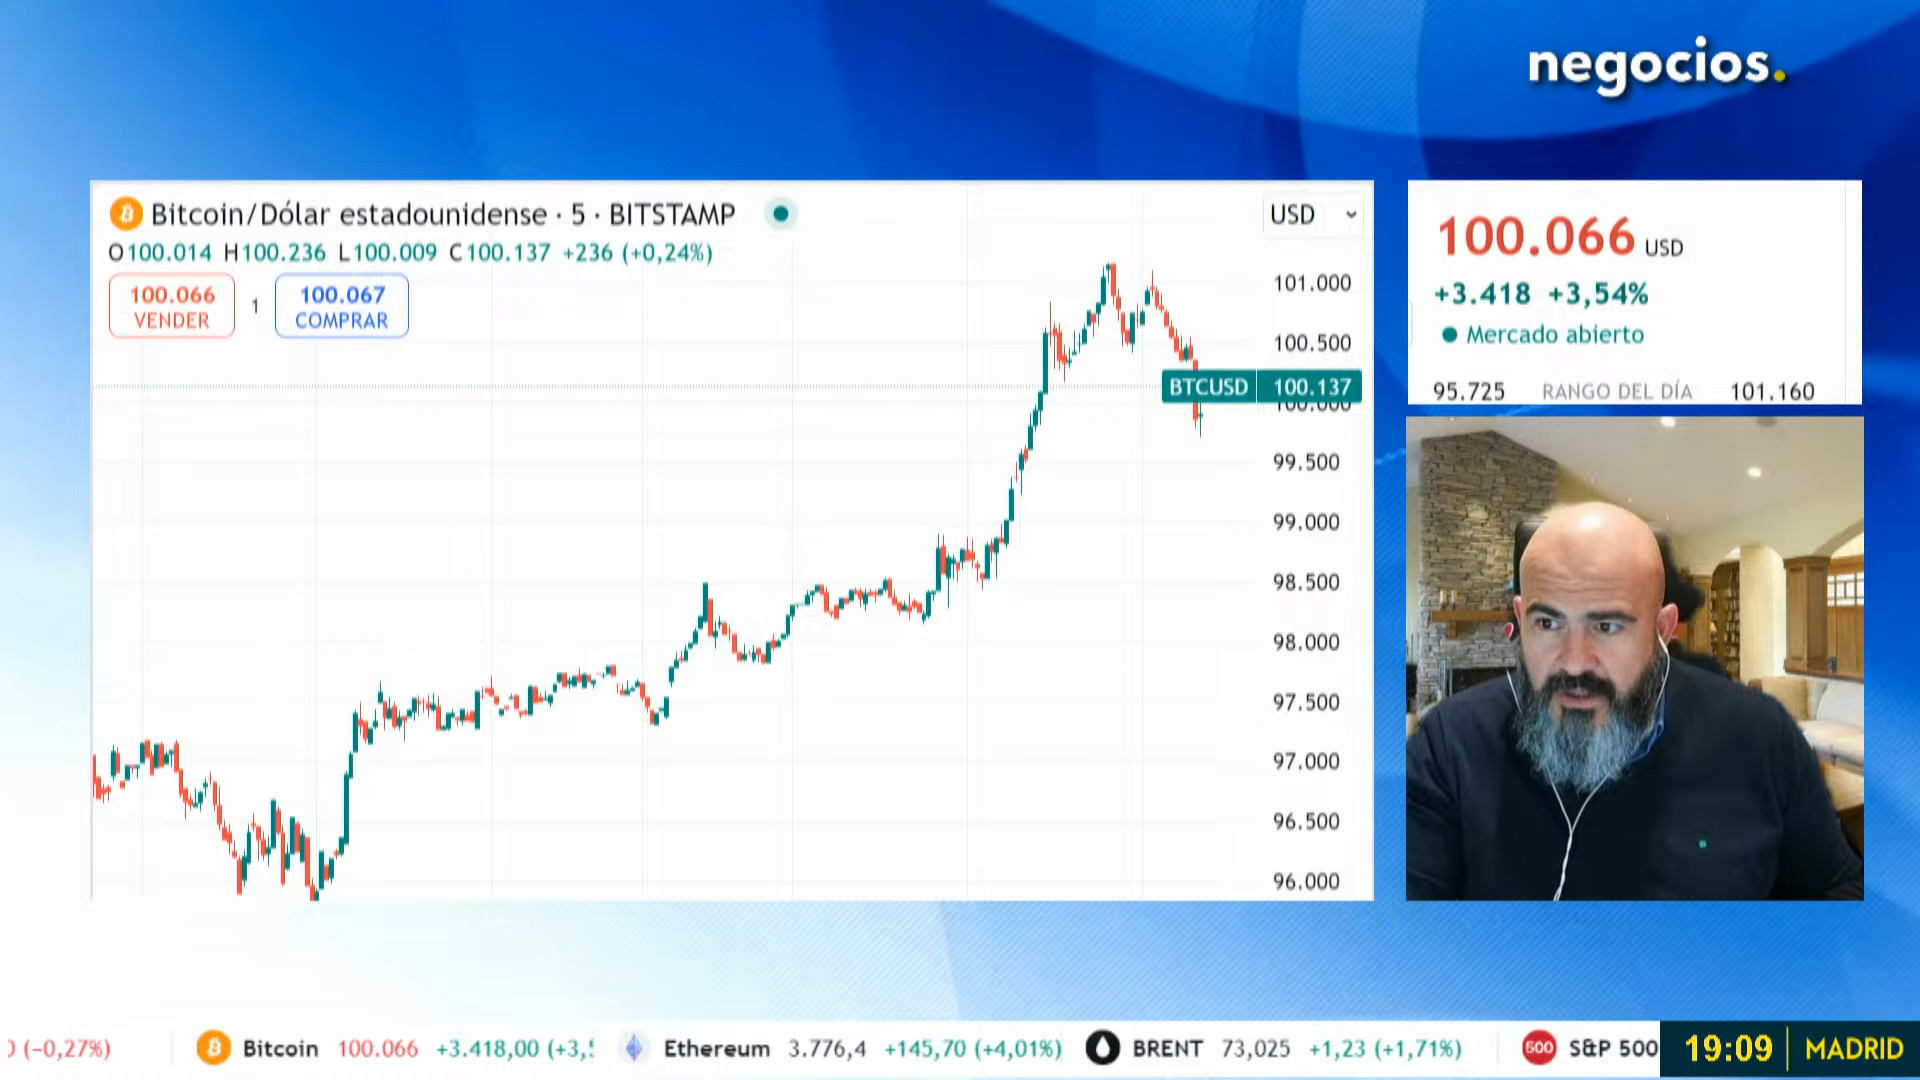 negocios.
Bitcoin/Dólar estadounidense · 5 · BITSTAMP
USD
O100.014 H100.236 L100.009 C100.137 +236 (+0,24%)
100.066
VENDER
1
100.067
COMPRAR
101.000
100.500
BTCUSD 100.137
100.000
99.500
99.000
98.500
98.000
97.500
97.000
96.500
96.000
100.066 USD
+3.418 +3,54%
Mercado abierto
95.725 RANGO DEL DÍA 101.160
(−0,27%)
Bitcoin 100.066 +3.418,00 (+3,5
Ethereum 3.776,4 +145,70 (+4,01%)
BRENT 73,025 +1,23 (+1,71%)
500 S&P 500
19:09 MADRID